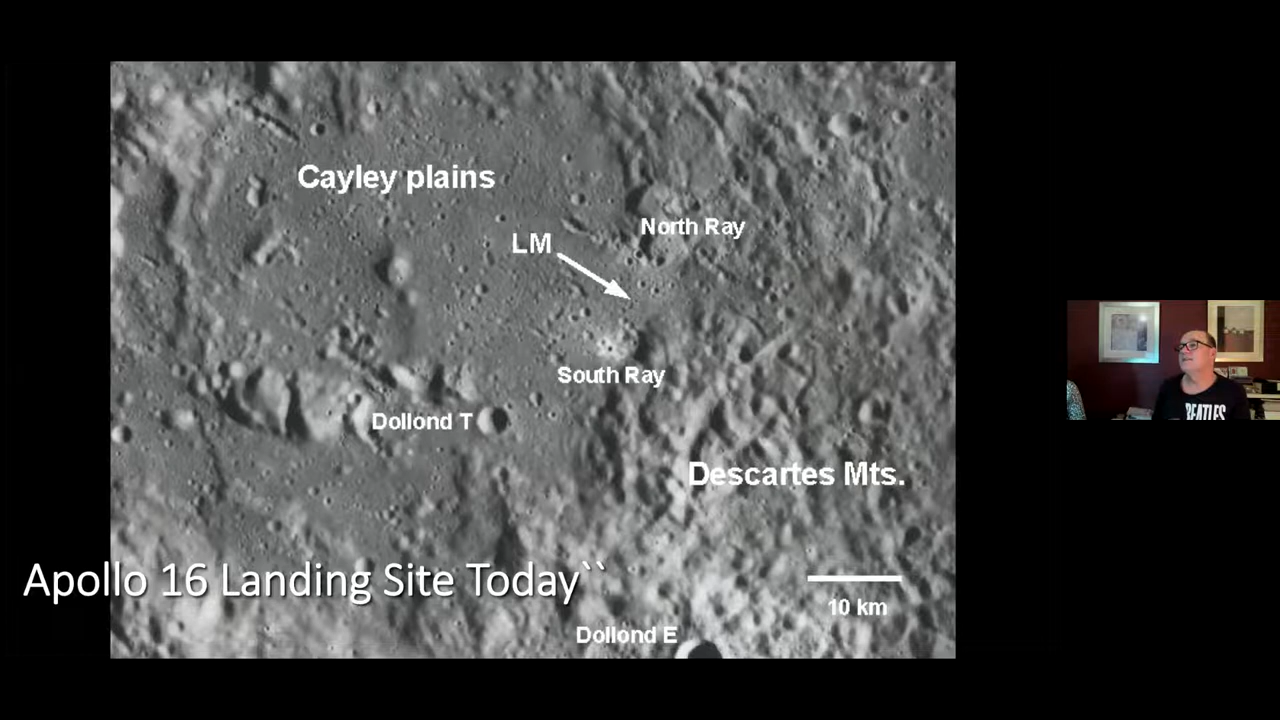 Cayley plains
North Ray
LM
South Ray
Dollond T
Descartes Mts.
Apollo 16 Landing Site Today``
10 km
Dollond E
BEATLES